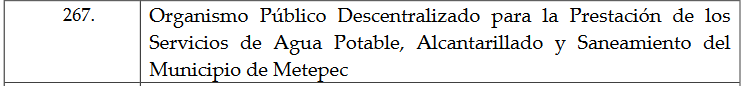 267. Organismo Público Descentralizado para la Prestación de los
Servicios de Agua Potable, Alcantarillado y Saneamiento del
Municipio de Metepec